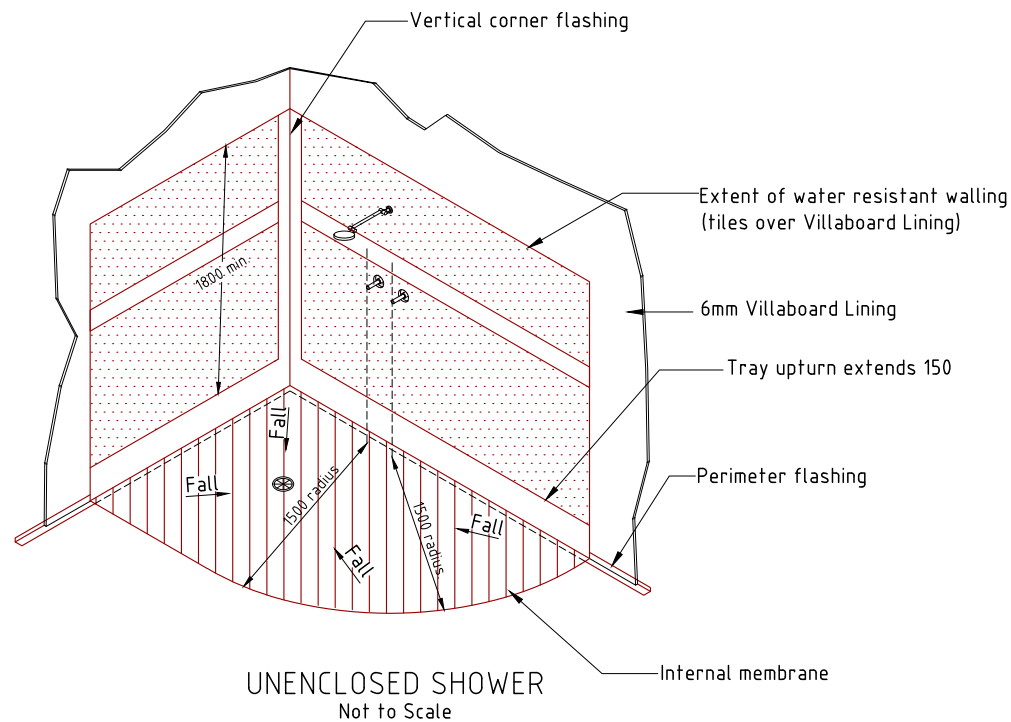 Vertical corner flashing
Extent of water resistant walling
(tiles over Villaboard Lining)
1800 min
6mm Villaboard Lining
Tray upturn extends 150
Fall
Perimeter flashing
Fall
1500 radius
1500 radius
Fall
Fall
Internal membrane
UNENCLOSED SHOWER
Not to Scale